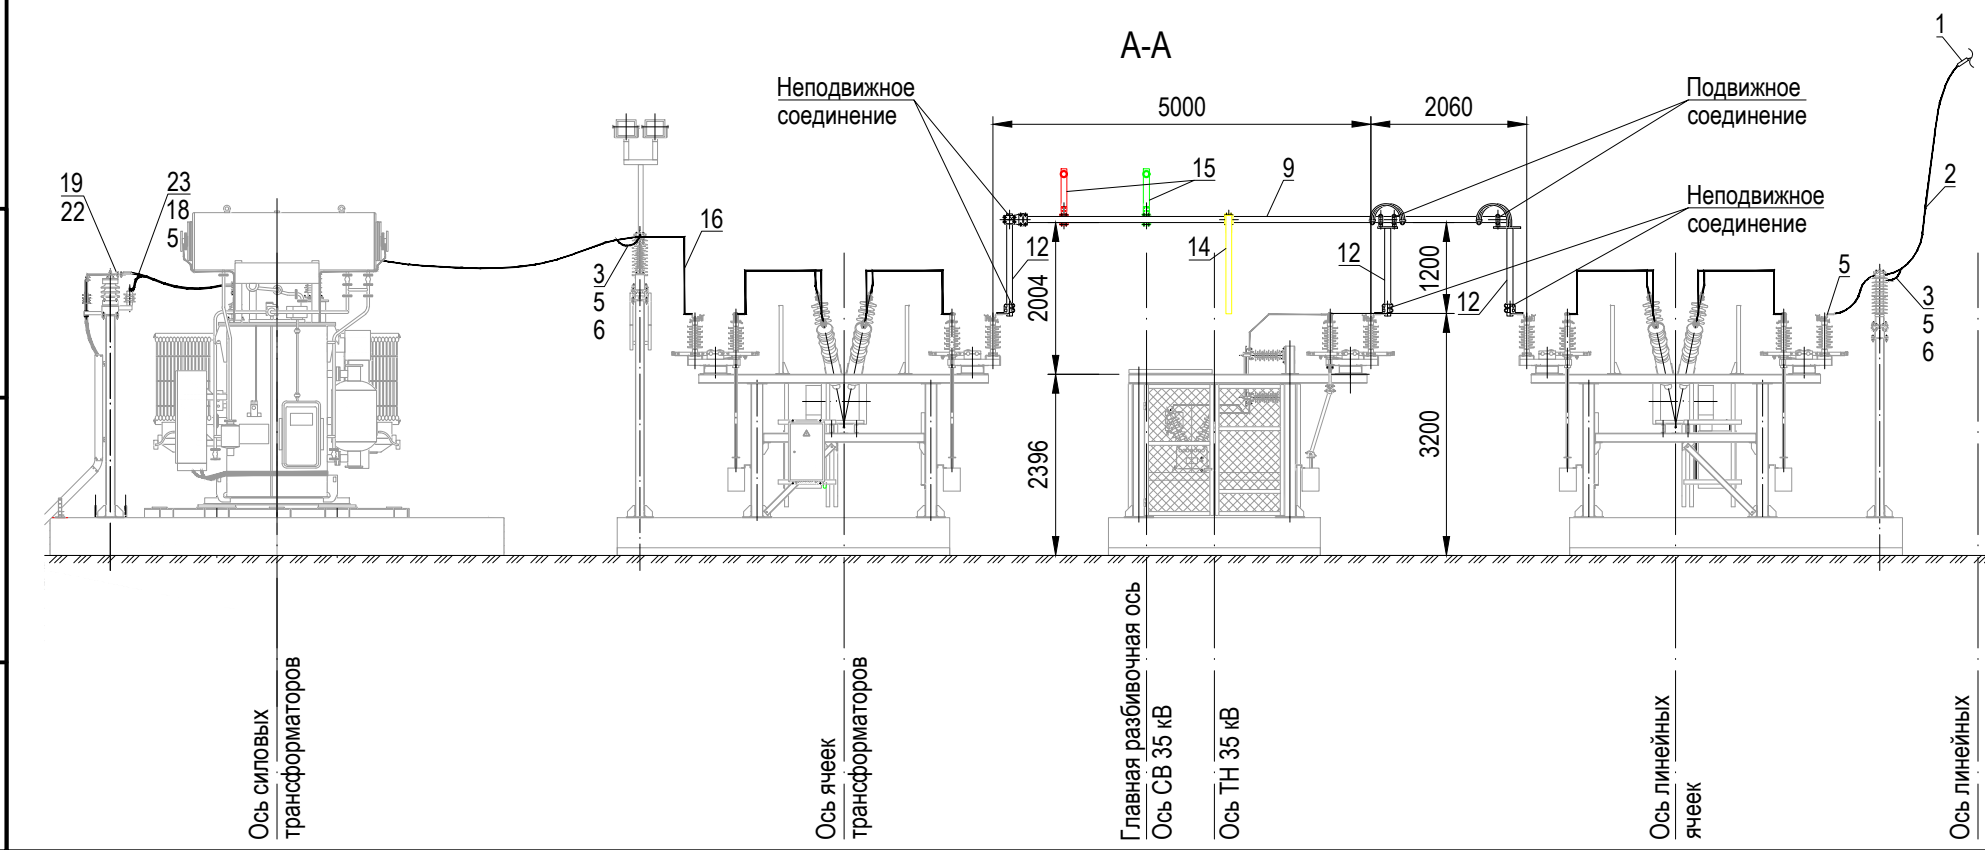 А-А
1
Неподвижное
соединение
5000
2060
Подвижное
соединение
19
22
23
18
5
16
15
9
2
Неподвижное
соединение
3
5
6
12
2004
14
12
1200
12
5
3
5
6
2396
3200
Ось силовых
трансформаторов
Ось ячеек
трансформаторов
Главная разбивочная ось
Ось СВ 35 кВ
Ось ТН 35 кВ
Ось линейных
ячеек
Ось линейных